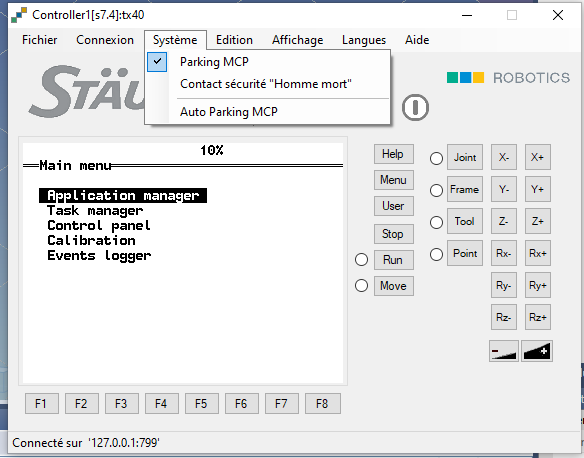 Controller1[s7.4]:tx40
Fichier Connexion Système Edition Affichage Langues Aide
Parking MCP
Contact sécurité "Homme mort"
Auto Parking MCP
STÄU
ROBOTICS
10%
Main menu
Application manager
Task manager
Control panel
Calibration
Events logger
Help
Menu
User
Stop
Run
Move
Joint X- X+
Frame Y- Y+
Tool Z- Z+
Point Rx- Rx+
Ry- Ry+
Rz- Rz+
- +
F1 F2 F3 F4 F5 F6 F7 F8
Connecté sur '127.0.0.1:799'